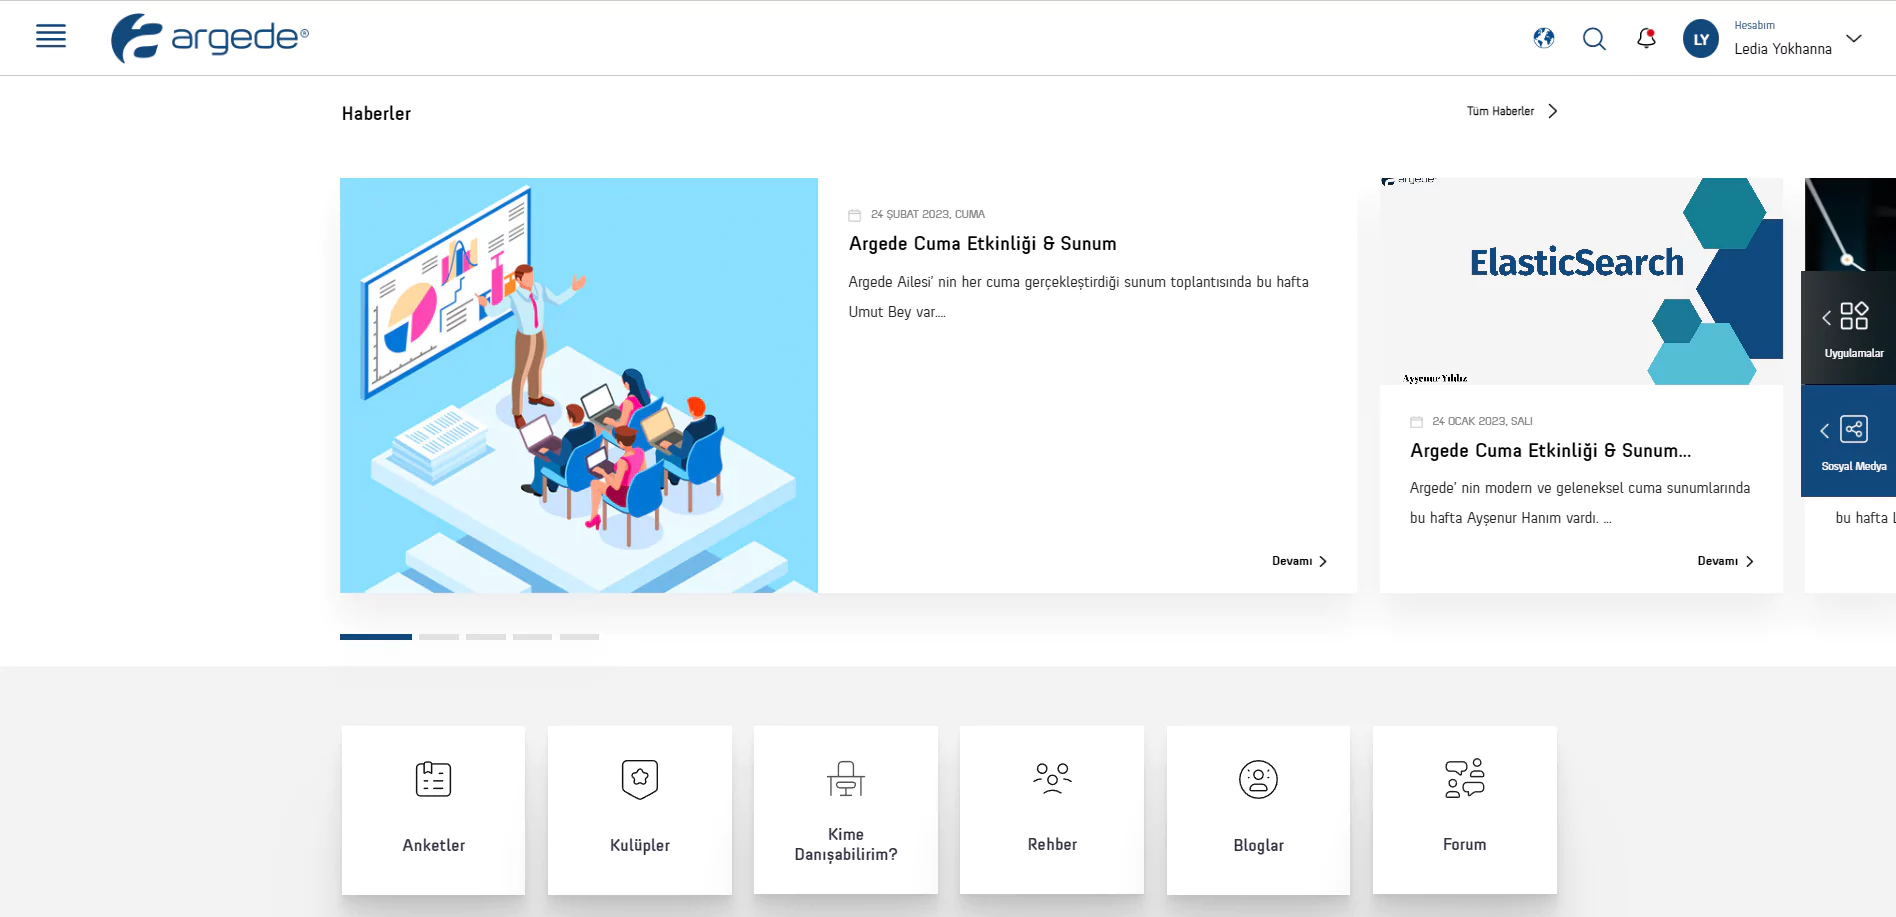 argede®
LY
Hesabım
Ledia Yokhanna
Haberler
Tüm Haberler
24 ŞUBAT 2023, CUMA
Argede Cuma Etkinliği & Sunum
Argede Ailesi' nin her cuma gerçekleştirdiği sunum toplantısında bu hafta
Umut Bey var....
Devamı
argede
ElasticSearch
Ayşenur Yıldız
24 OCAK 2023, SALI
Argede Cuma Etkinliği & Sunum...
Argede' nin modern ve geleneksel cuma sunumlarında
bu hafta Ayşenur Hanım vardı. ...
Devamı
Uygulamalar
Sosyal Medya
bu hafta
Anketler
Kulüpler
Kime
Danışabilirim?
Rehber
Bloglar
Forum